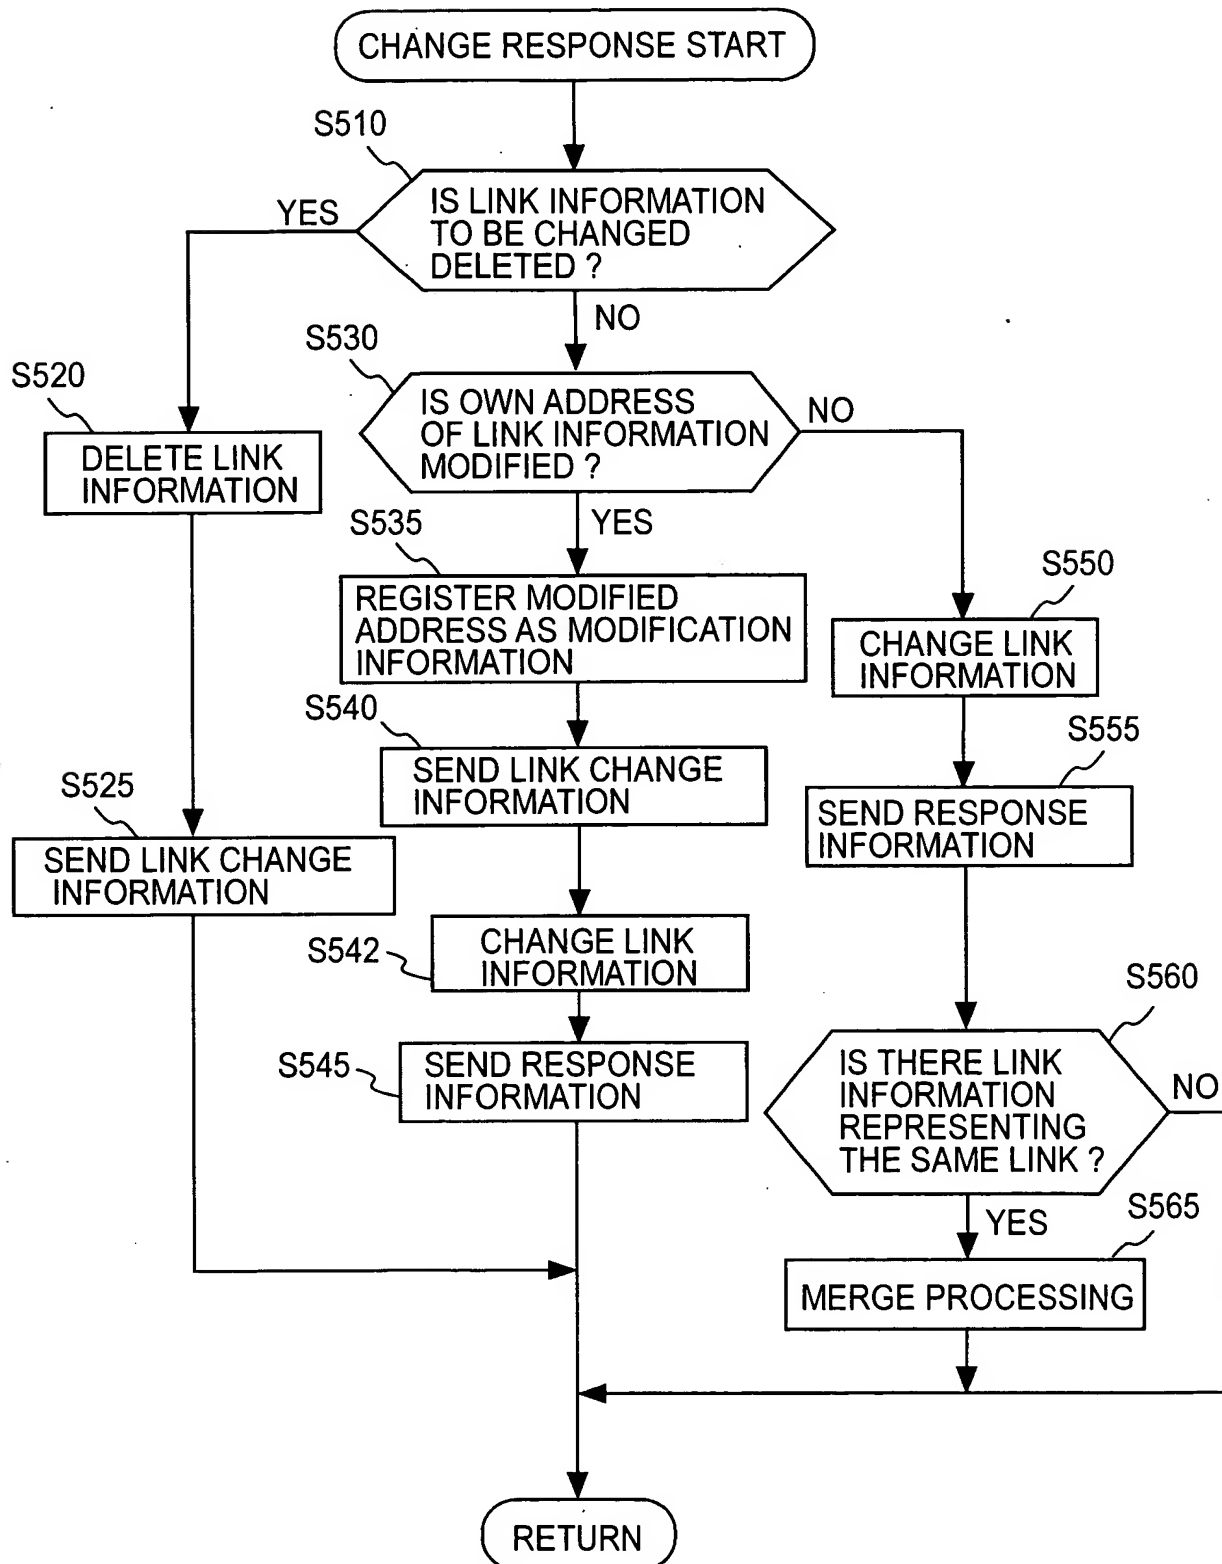 CHANGE RESPONSE START
S510
IS LINK INFORMATION
TO BE CHANGED
DELETED ?
YES
NO
S530
IS OWN ADDRESS
OF LINK INFORMATION
MODIFIED ?
NO
YES
S520
DELETE LINK
INFORMATION
S525
SEND LINK CHANGE
INFORMATION
S535
REGISTER MODIFIED
ADDRESS AS MODIFICATION
INFORMATION
S540
SEND LINK CHANGE
INFORMATION
S542
CHANGE LINK
INFORMATION
S545
SEND RESPONSE
INFORMATION
S550
CHANGE LINK
INFORMATION
S555
SEND RESPONSE
INFORMATION
S560
IS THERE LINK
INFORMATION
REPRESENTING
THE SAME LINK ?
NO
YES
S565
MERGE PROCESSING
RETURN